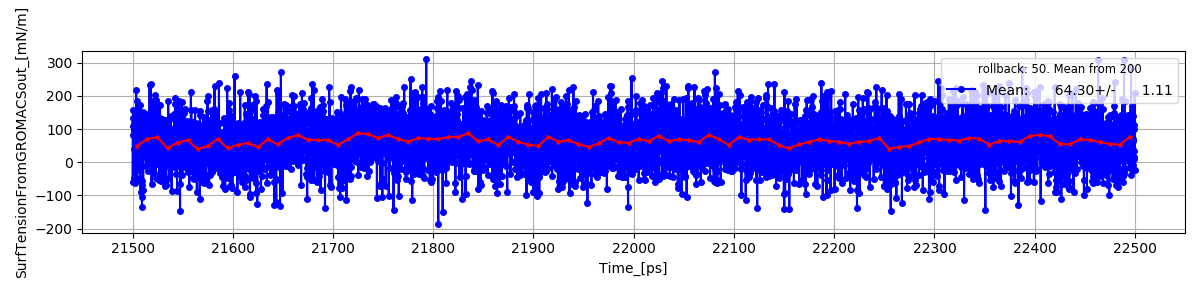 SurfTensionFromGROMACSout_[mN/m]
300
200
100
0
−100
−200
rollback: 50. Mean from 200
Mean: 64.30+/- 1.11
21500 21600 21700 21800 21900 22000 22100 22200 22300 22400 22500
Time_[ps]